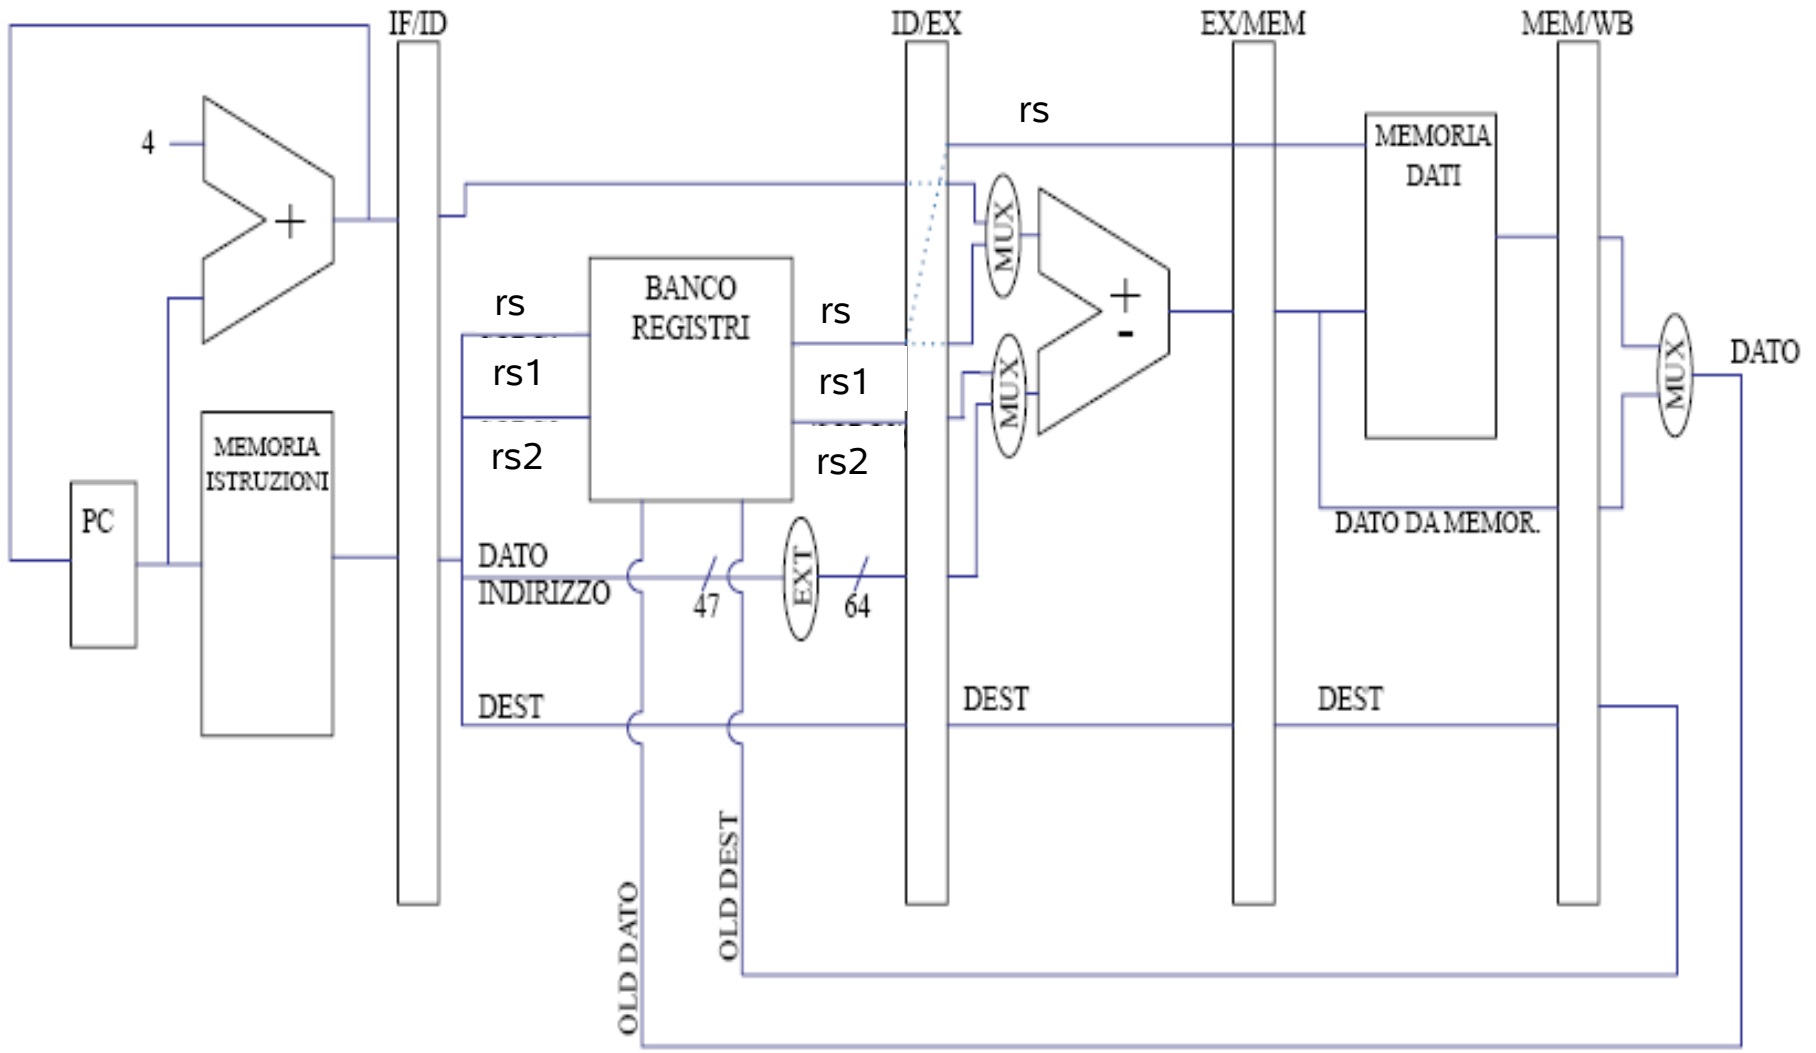 IF/ID
ID/EX
EX/MEM
MEM/WB
4
+
rs
MEMORIA
DATI
MUX
rs
BANCO
REGISTRI
rs
+
-
rs1
rs1
MUX
MUX
DATO
rs2
rs2
MEMORIA
ISTRUZIONI
PC
DATO
INDIRIZZO
47
EXT
64
DATO DA MEMOR.
DEST
DEST
DEST
OLD DATO
OLD DEST